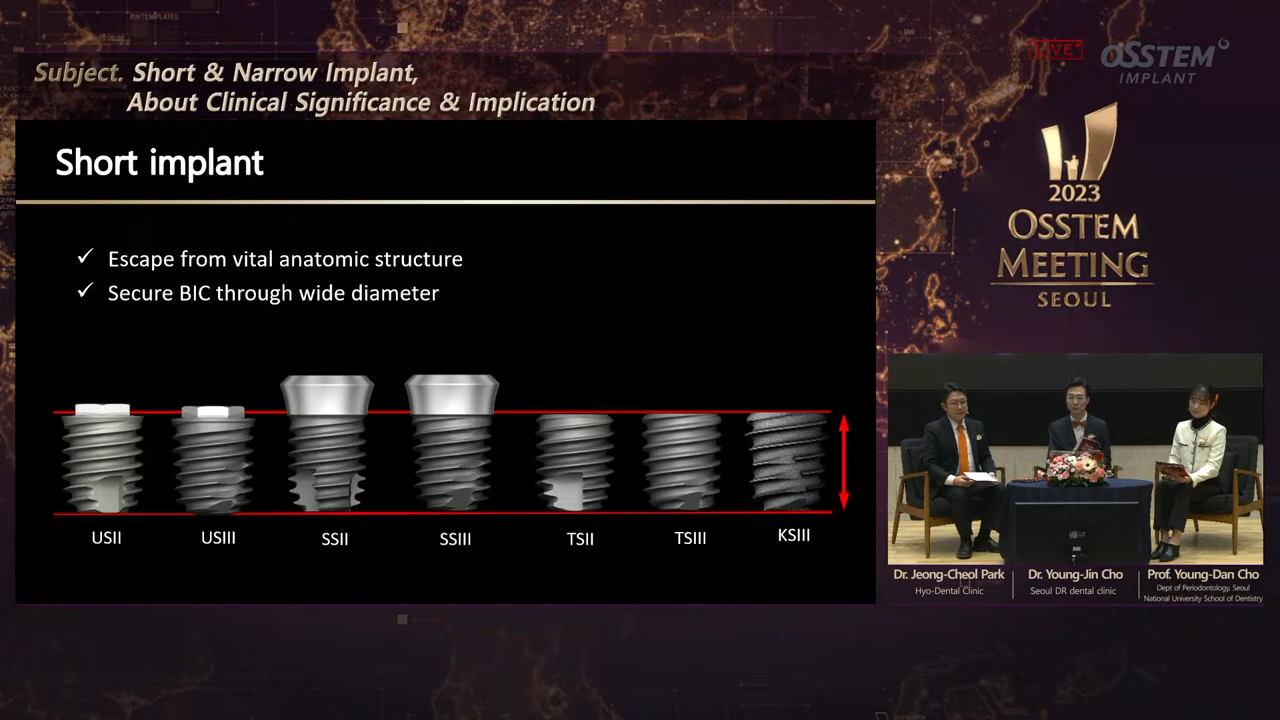 Subject. Short & Narrow Implant,
About Clinical Significance & Implication
LIVE
OSSTEM
IMPLANT
2023
OSSTEM
MEETING
SEOUL
Short implant
✓ Escape from vital anatomic structure
✓ Secure BIC through wide diameter
USII
USIII
SSII
SSIII
TSII
TSIII
KSIII
Dr. Jeong-Cheol Park
Hyo-Dental Clinic
Dr. Young-Jin Cho
Seoul DR dental clinic
Prof. Young-Dan Cho
Dept of Periodontology, Seoul
National University School of Dentistry